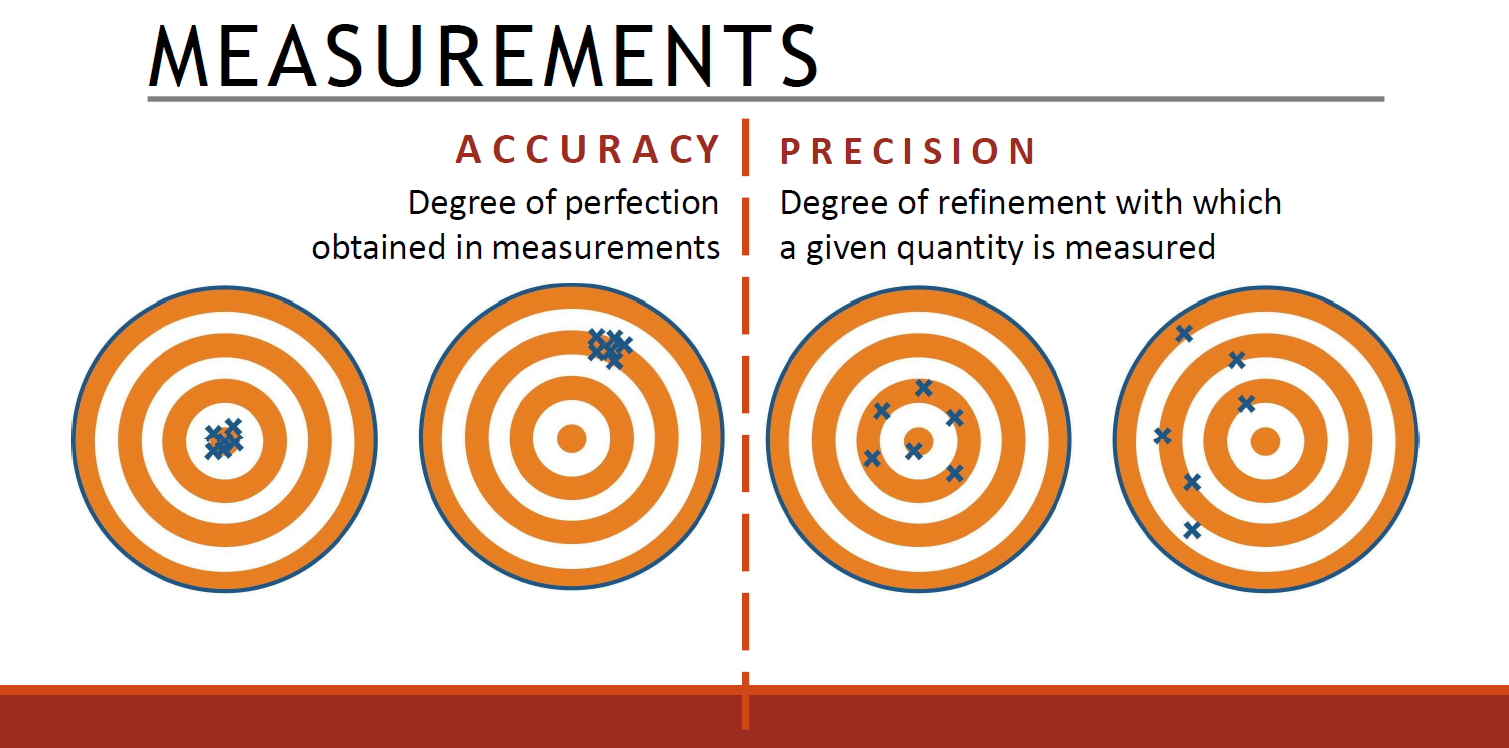 MEASUREMENTS
ACCURACY
Degree of perfection
obtained in measurements
PRECISION
Degree of refinement with which
a given quantity is measured